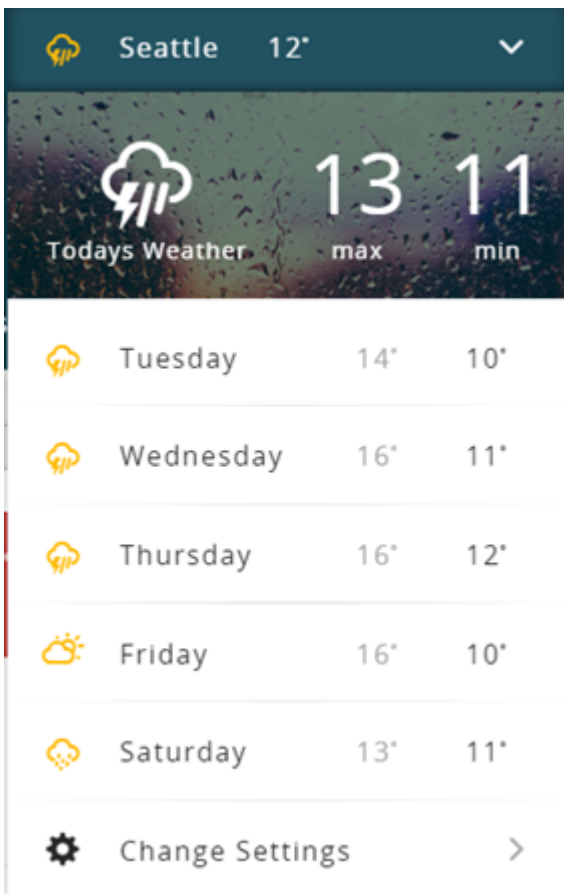 Seattle 12°
13 11
Todays Weather max min
Tuesday 14° 10°
Wednesday 16° 11°
Thursday 16° 12°
Friday 16° 10°
Saturday 13° 11°
Change Settings